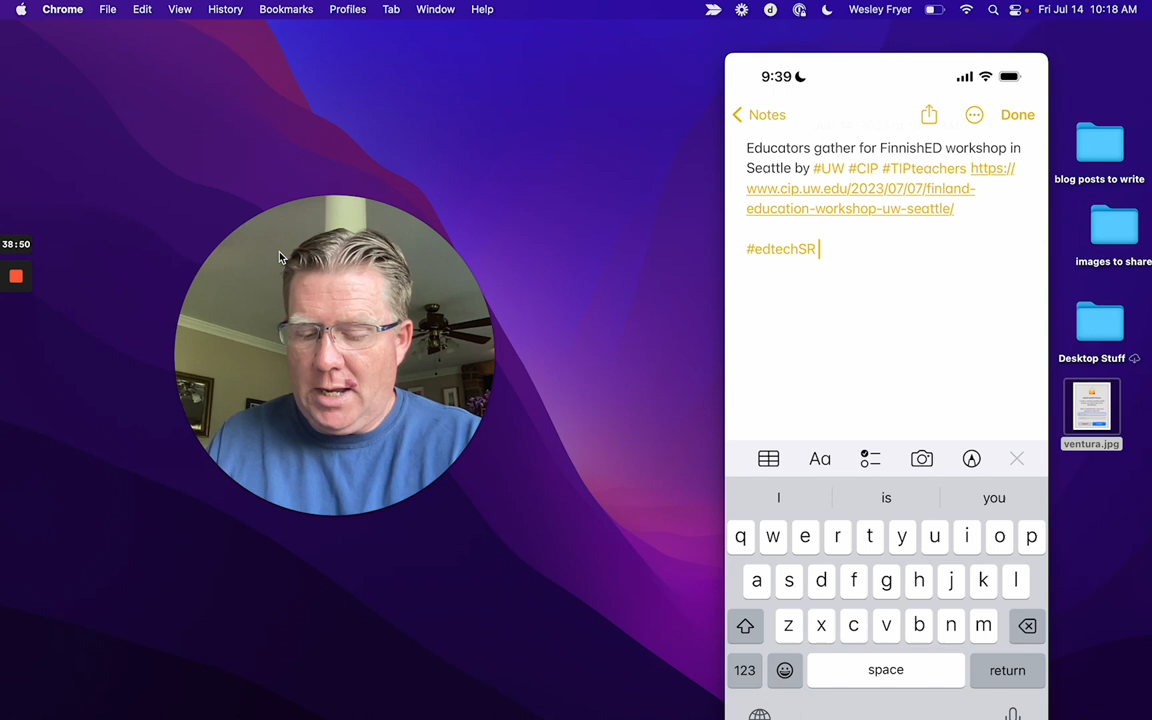 Chrome File Edit View History Bookmarks Profiles Tab Window Help
Wesley Fryer Fri Jul 14 10:18 AM
38:50
9:39
Notes
Done
Educators gather for FinnishED workshop in
Seattle by #UW #CIP #TIPteachers https://
www.cip.uw.edu/2023/07/07/finland-
education-workshop-uw-seattle/
#edtechSR
Aa
I is you
q w e r t y u i o p
a s d f g h j k l
z x c v b n m
123 space return
blog posts to write
images to share
Desktop Stuff
ventura.jpg